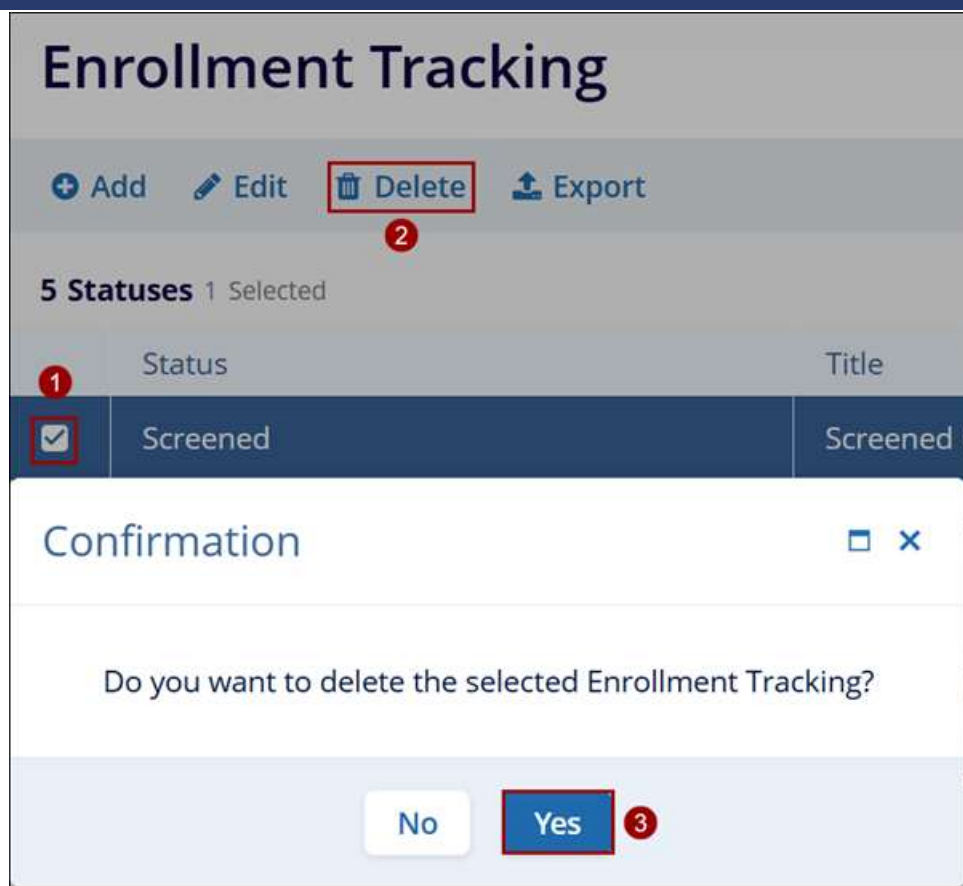 Enrollment Tracking
Add Edit Delete Export
2
5 Statuses 1 Selected
1 Status Title
Screened Screened
Confirmation
Do you want to delete the selected Enrollment Tracking?
No Yes 3